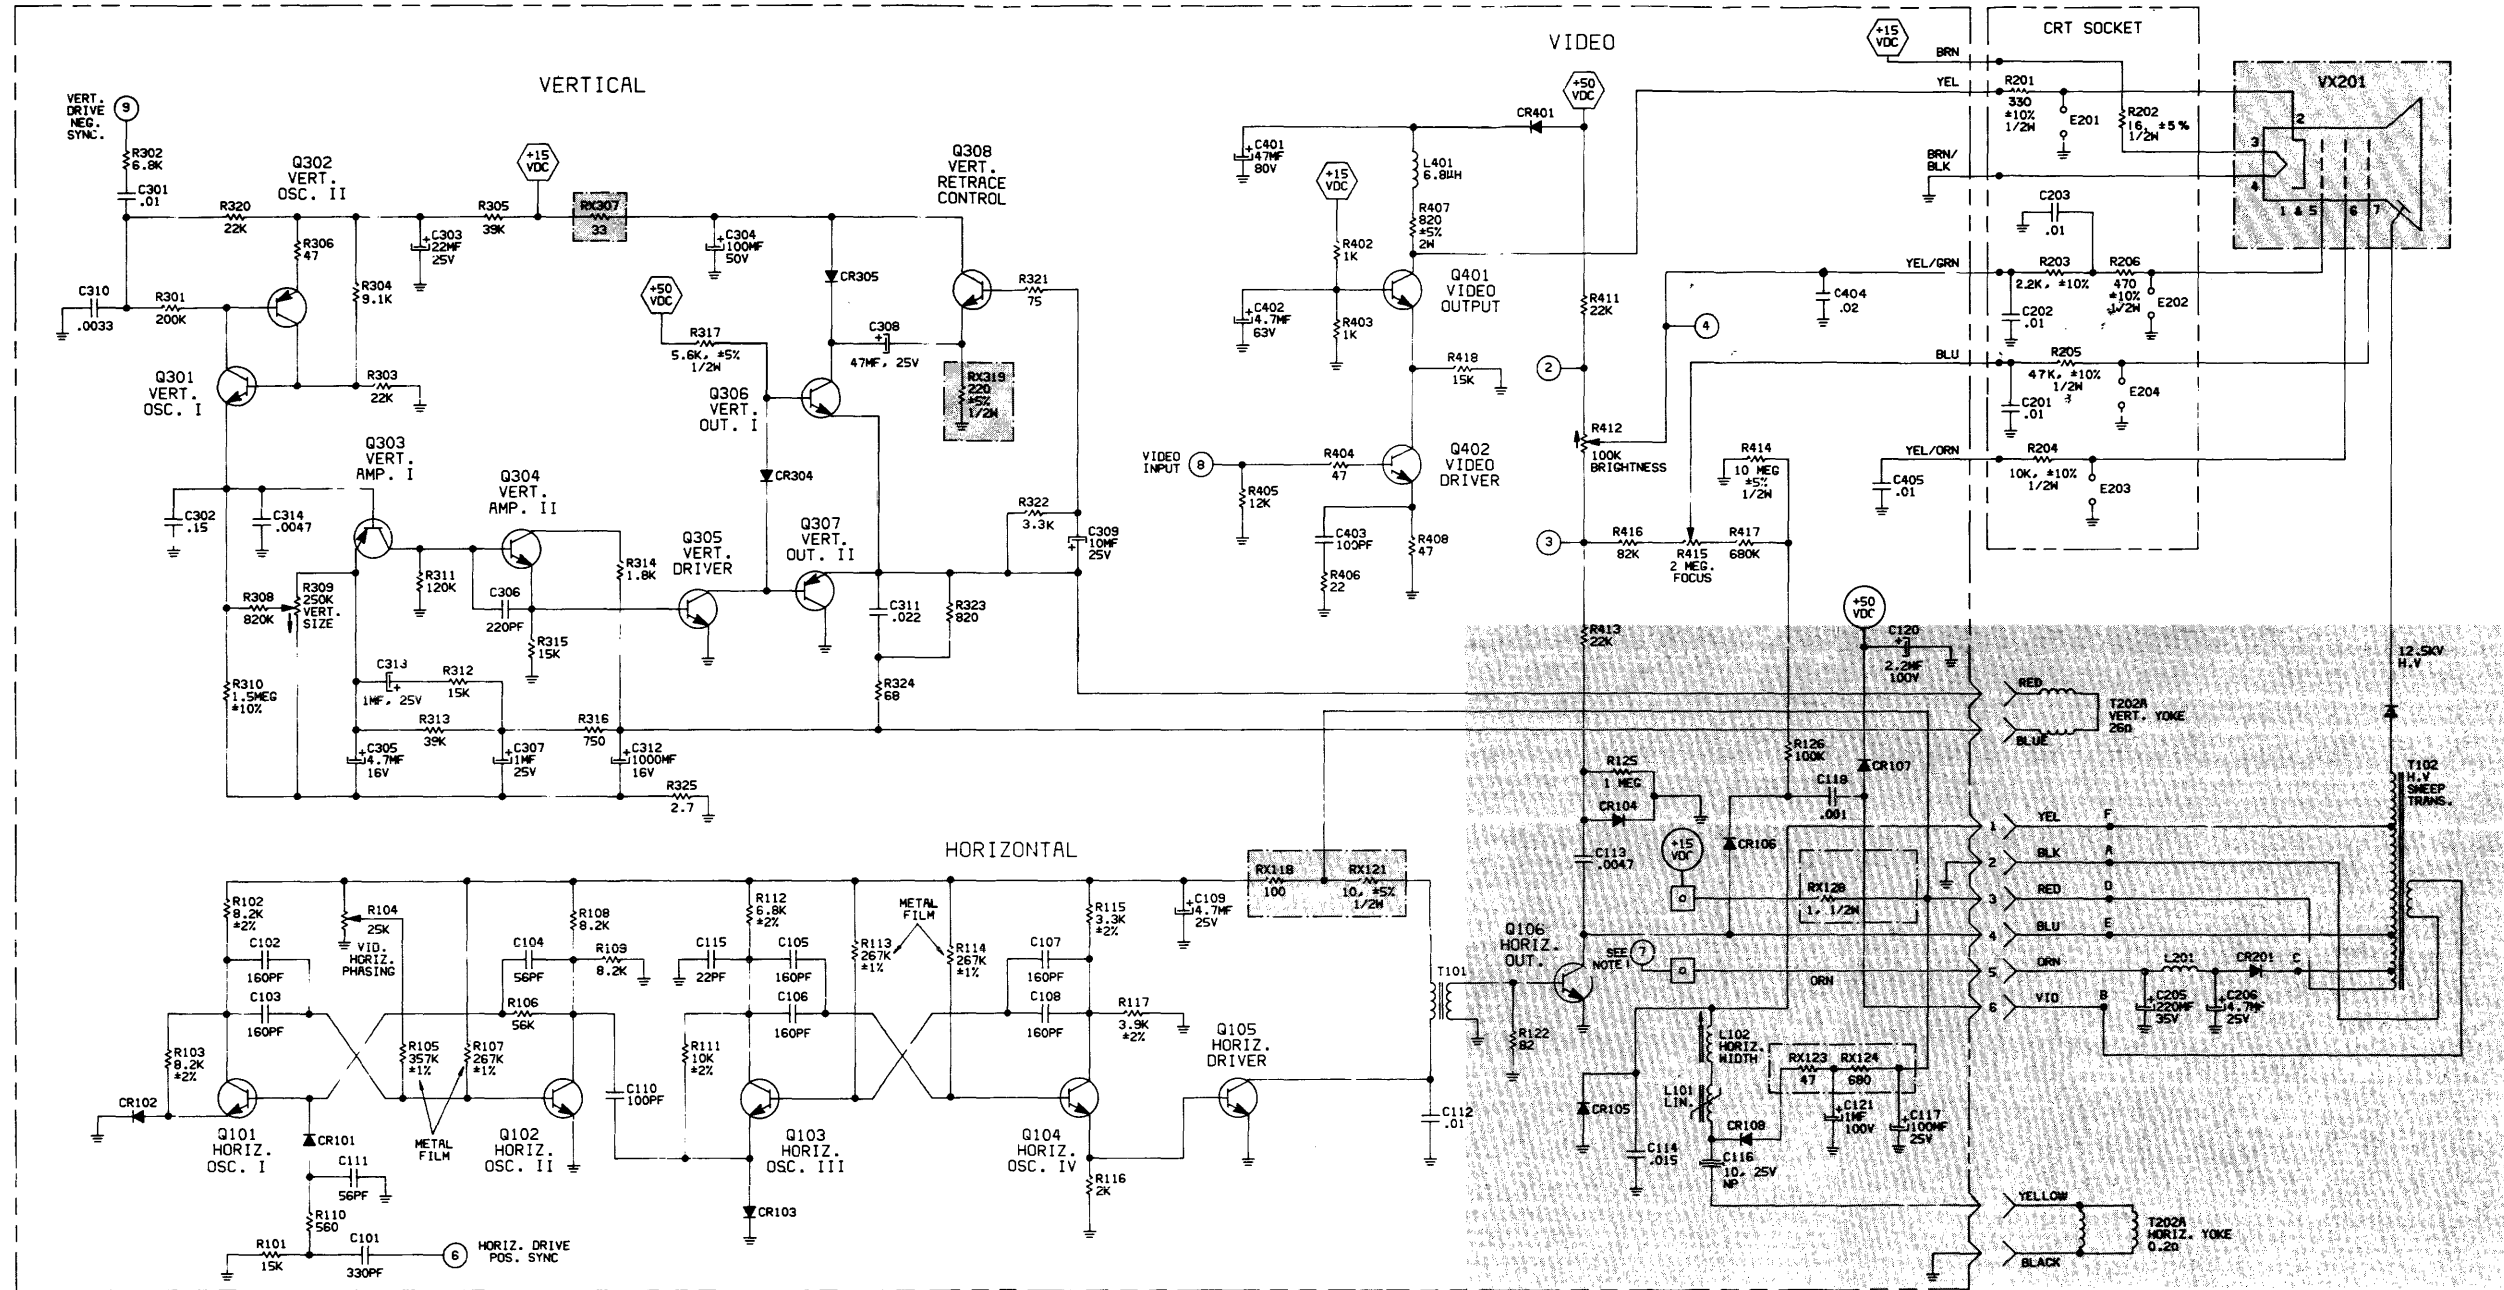 VERTICAL
VERT.
DRIVE
NEG.
SYNC.
9
R302
6.8K
C301
.01
R320
22K
Q302
VERT.
OSC. II
R306
47
R304
9.1K
C303
22MF
25V
R305
39K
+15
VDC
RX307
33
C304
100MF
50V
CR305
Q308
VERT.
RETRACE
CONTROL
R321
75
C310
.0033
R301
200K
Q301
VERT.
OSC. I
R303
22K
+50
VDC
R317
5.6K, ±5%
1/2W
C308
47MF, 25V
RX319
220
±5%
1/2W
Q306
VERT.
OUT. I
CR304
Q303
VERT.
AMP. I
Q304
VERT.
AMP. II
C302
.15
C314
.0047
Q305
VERT.
DRIVER
Q307
VERT.
OUT. II
R322
3.3K
C309
10MF
25V
R314
1.8K
R311
120K
C306
220PF
R308
820K
R309
250K
VERT.
SIZE
R315
15K
C311
.022
R323
820
R324
68
R310
1.5MEG
±10%
C313
1MF, 25V
R312
15K
R313
39K
R316
750
C305
4.7MF
16V
C307
1MF
25V
C312
1000MF
16V
R325
2.7
VIDEO
+50
VDC
CR401
C401
47MF
80V
L401
6.8µH
+15
VDC
R407
820
±5%
2W
R402
1K
Q401
VIDEO
OUTPUT
C402
4.7MF
63V
R403
1K
R411
22K
R418
15K
2
4
C404
.02
R412
100K
BRIGHTNESS
VIDEO
INPUT
8
R404
47
Q402
VIDEO
DRIVER
R405
12K
C403
100PF
R408
47
R406
22
R414
10 MEG
±5%
1/2W
3
R416
82K
R415
2 MEG.
FOCUS
R417
680K
C405
.01
R413
22K
+15
VDC
BRN
YEL
BRN/
BLK
YEL/GRN
BLU
YEL/ORN
CRT SOCKET
R201
330
±10%
1/2W
E201
R202
16, ±5%
1/2W
C203
.01
R203
2.2K, ±10%
R206
470
±10%
1/2W
E202
C202
.01
R205
47K, ±10%
1/2W
E204
C201
.01
R204
10K, ±10%
1/2W
E203
VX201
2
3
4
1 & 5
6
7
+50
VDC
C120
2.2MF
100V
12.5KV
H.V
RED
BLUE
T202A
VERT. YOKE
26Ω
R126
100K
CR107
R125
1 MEG
CR104
C118
.001
C113
.0047
+15
VDC
CR106
RX128
1, 1/2W
T102
H.V
SWEEP
TRANS.
1
YEL
F
2
BLK
A
3
RED
D
4
BLU
E
5
ORN
6
VIO
B
L201
CR201
C
C205
220MF
35V
C206
4.7MF
25V
HORIZONTAL
R102
8.2K
±2%
R104
25K
VID.
HORIZ.
PHASING
C102
160PF
C103
160PF
R108
8.2K
C104
56PF
R109
8.2K
R106
56K
R103
8.2K
±2%
R105
357K
±1%
R107
267K
±1%
METAL
FILM
CR102
Q101
HORIZ.
OSC. I
CR101
C111
56PF
R110
560
R101
15K
C101
330PF
6
HORIZ. DRIVE
POS. SYNC
Q102
HORIZ.
OSC. II
C110
100PF
R112
6.8K
±2%
C115
22PF
C105
160PF
C106
160PF
R111
10K
±2%
Q103
HORIZ.
OSC. III
CR103
METAL
FILM
R113
267K
±1%
R114
267K
±1%
R115
3.3K
±2%
C107
160PF
C108
160PF
R117
3.9K
±2%
Q104
HORIZ.
OSC. IV
R116
2K
C109
4.7MF
25V
RX118
100
RX121
10, ±5%
1/2W
Q105
HORIZ.
DRIVER
T101
C112
.01
R122
82
Q106
HORIZ.
OUT.
SEE
NOTE 1
7
ORN
L102
HORIZ.
WIDTH
L101
LIN.
RX123
47
RX124
680
CR105
CR108
C121
1MF
100V
C117
100MF
25V
C114
.015
C116
10, 25V
NP
YELLOW
BLACK
T202A
HORIZ. YOKE
0.2Ω